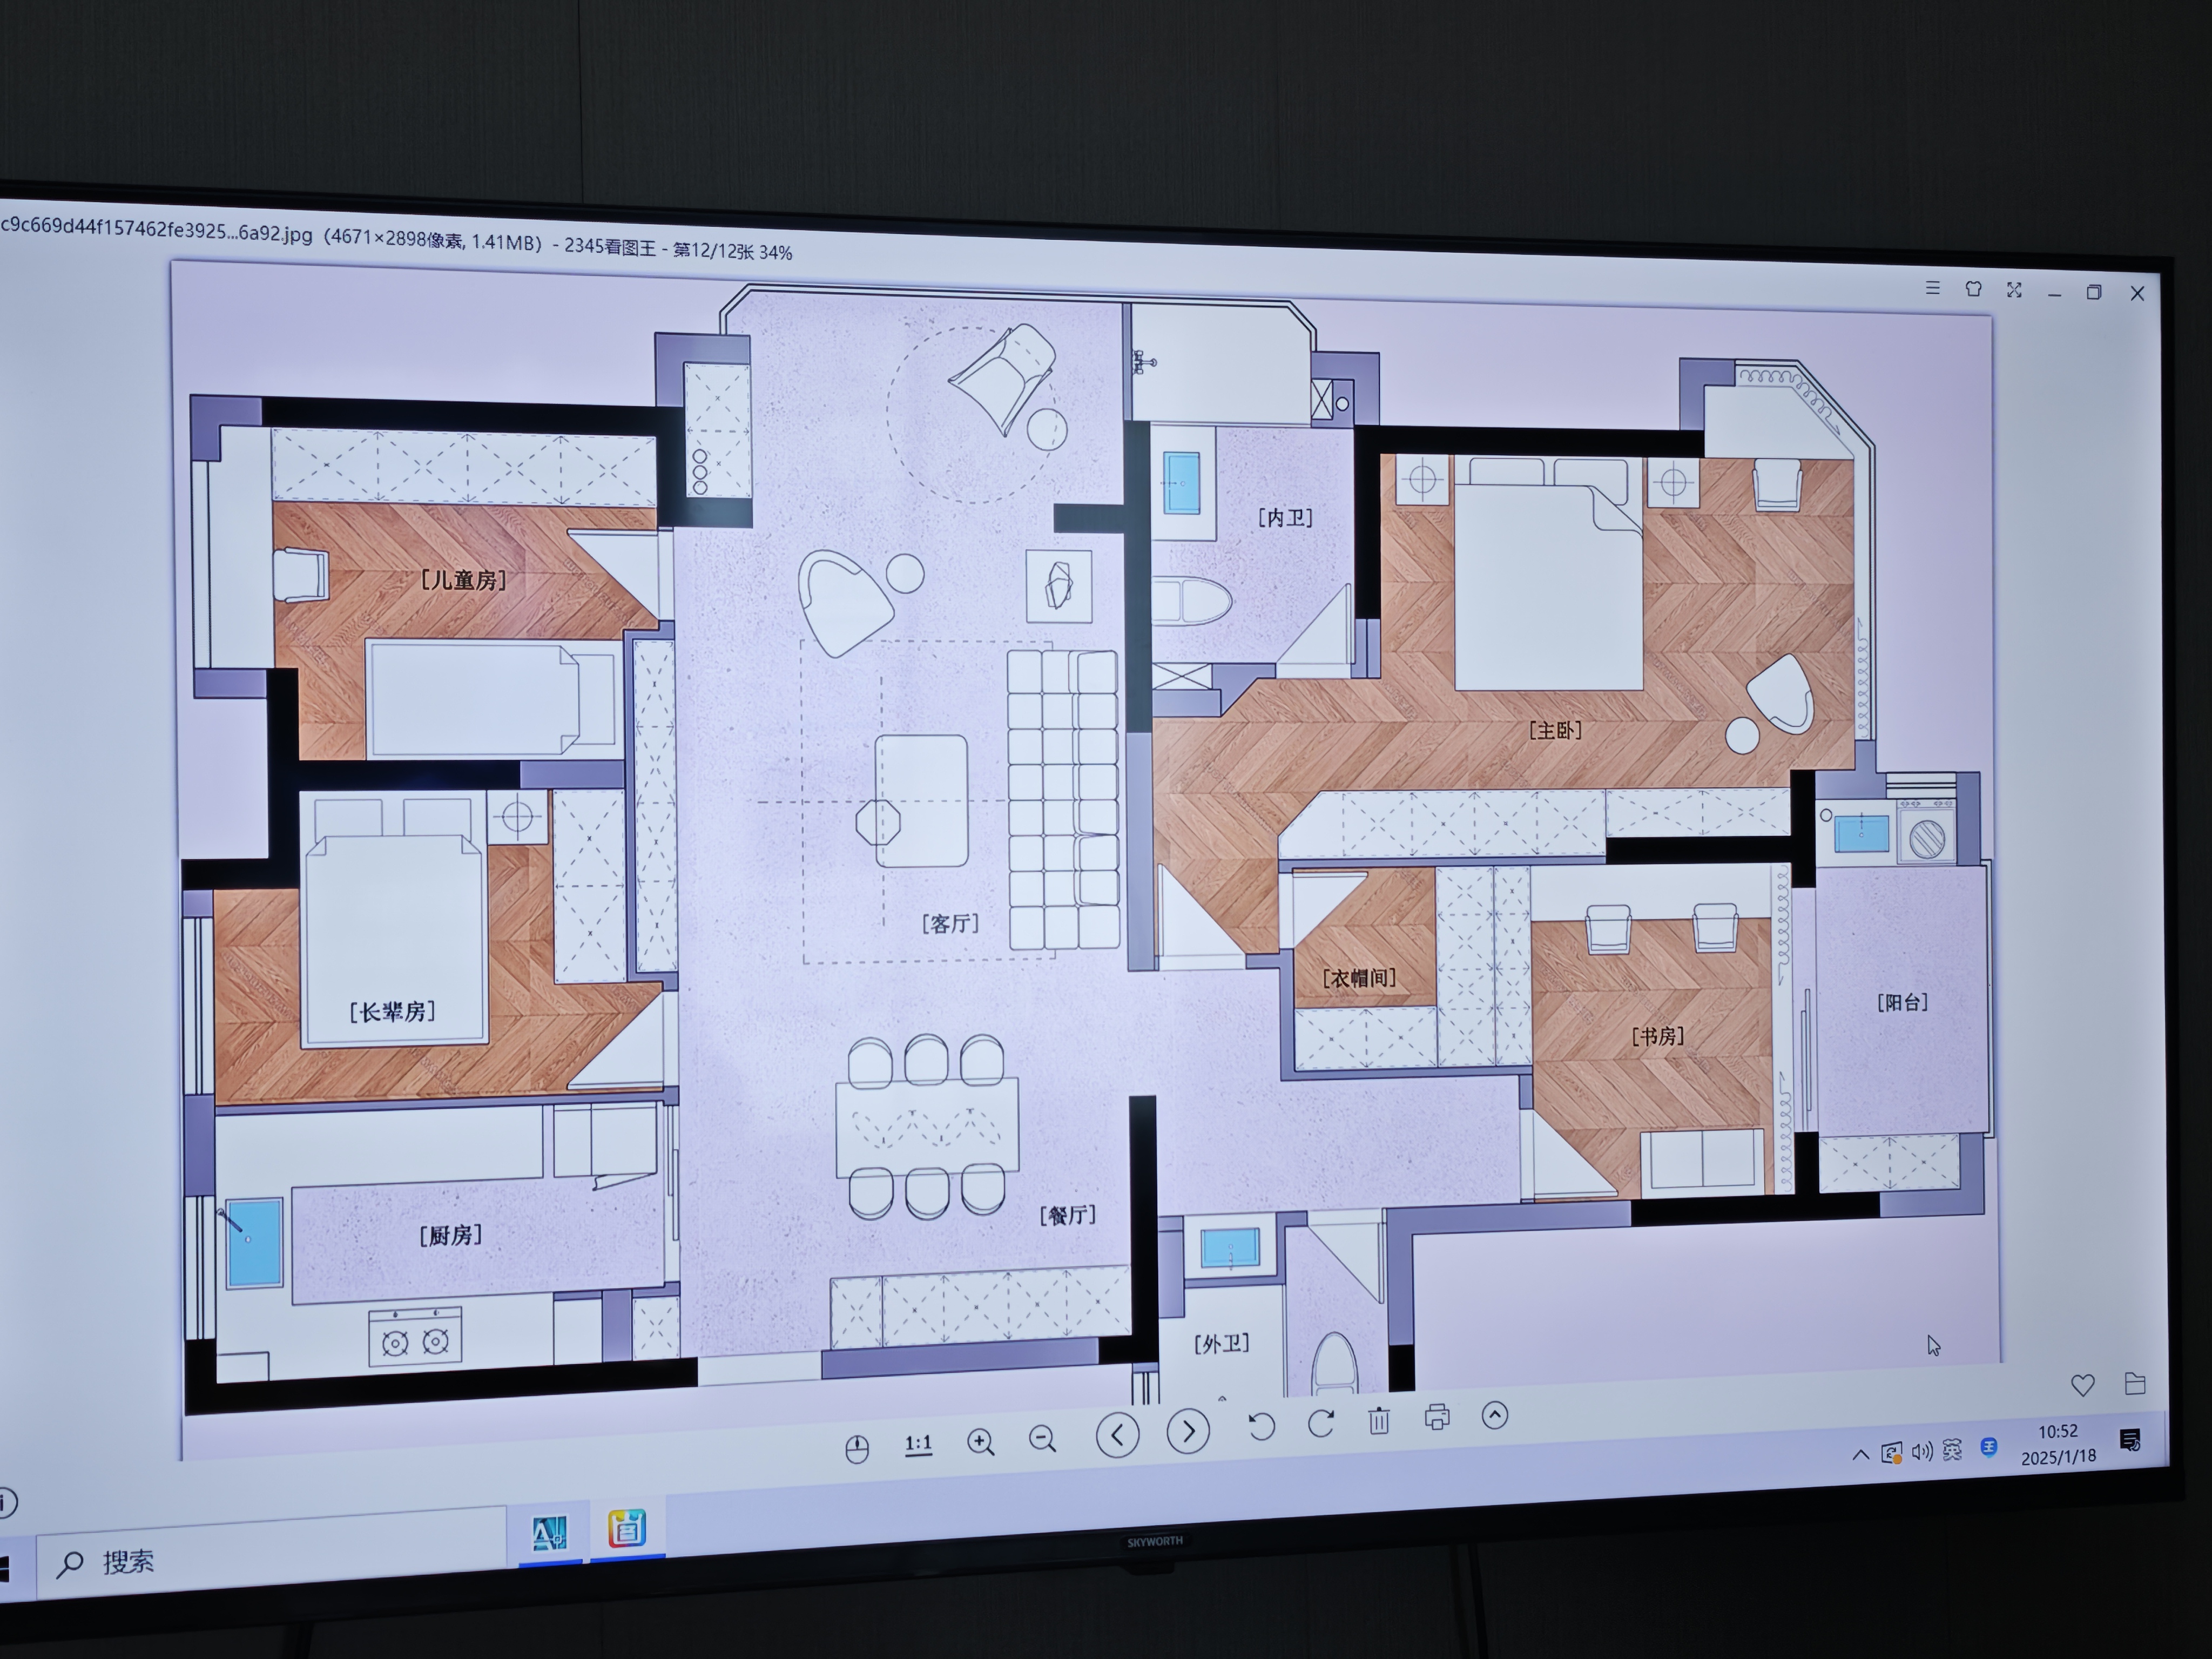 c9c669d44f157462fe3925...6a92.jpg（4671×2898像素, 1.41MB）- 2345看图王 - 第12/12张 34%
[内卫]
[儿童房]
[主卧]
[客厅]
[衣帽间]
[长辈房]
[书房]
[阳台]
[餐厅]
[厨房]
[外卫]
1:1
英
10:52
2025/1/18
搜索
SKYWORTH